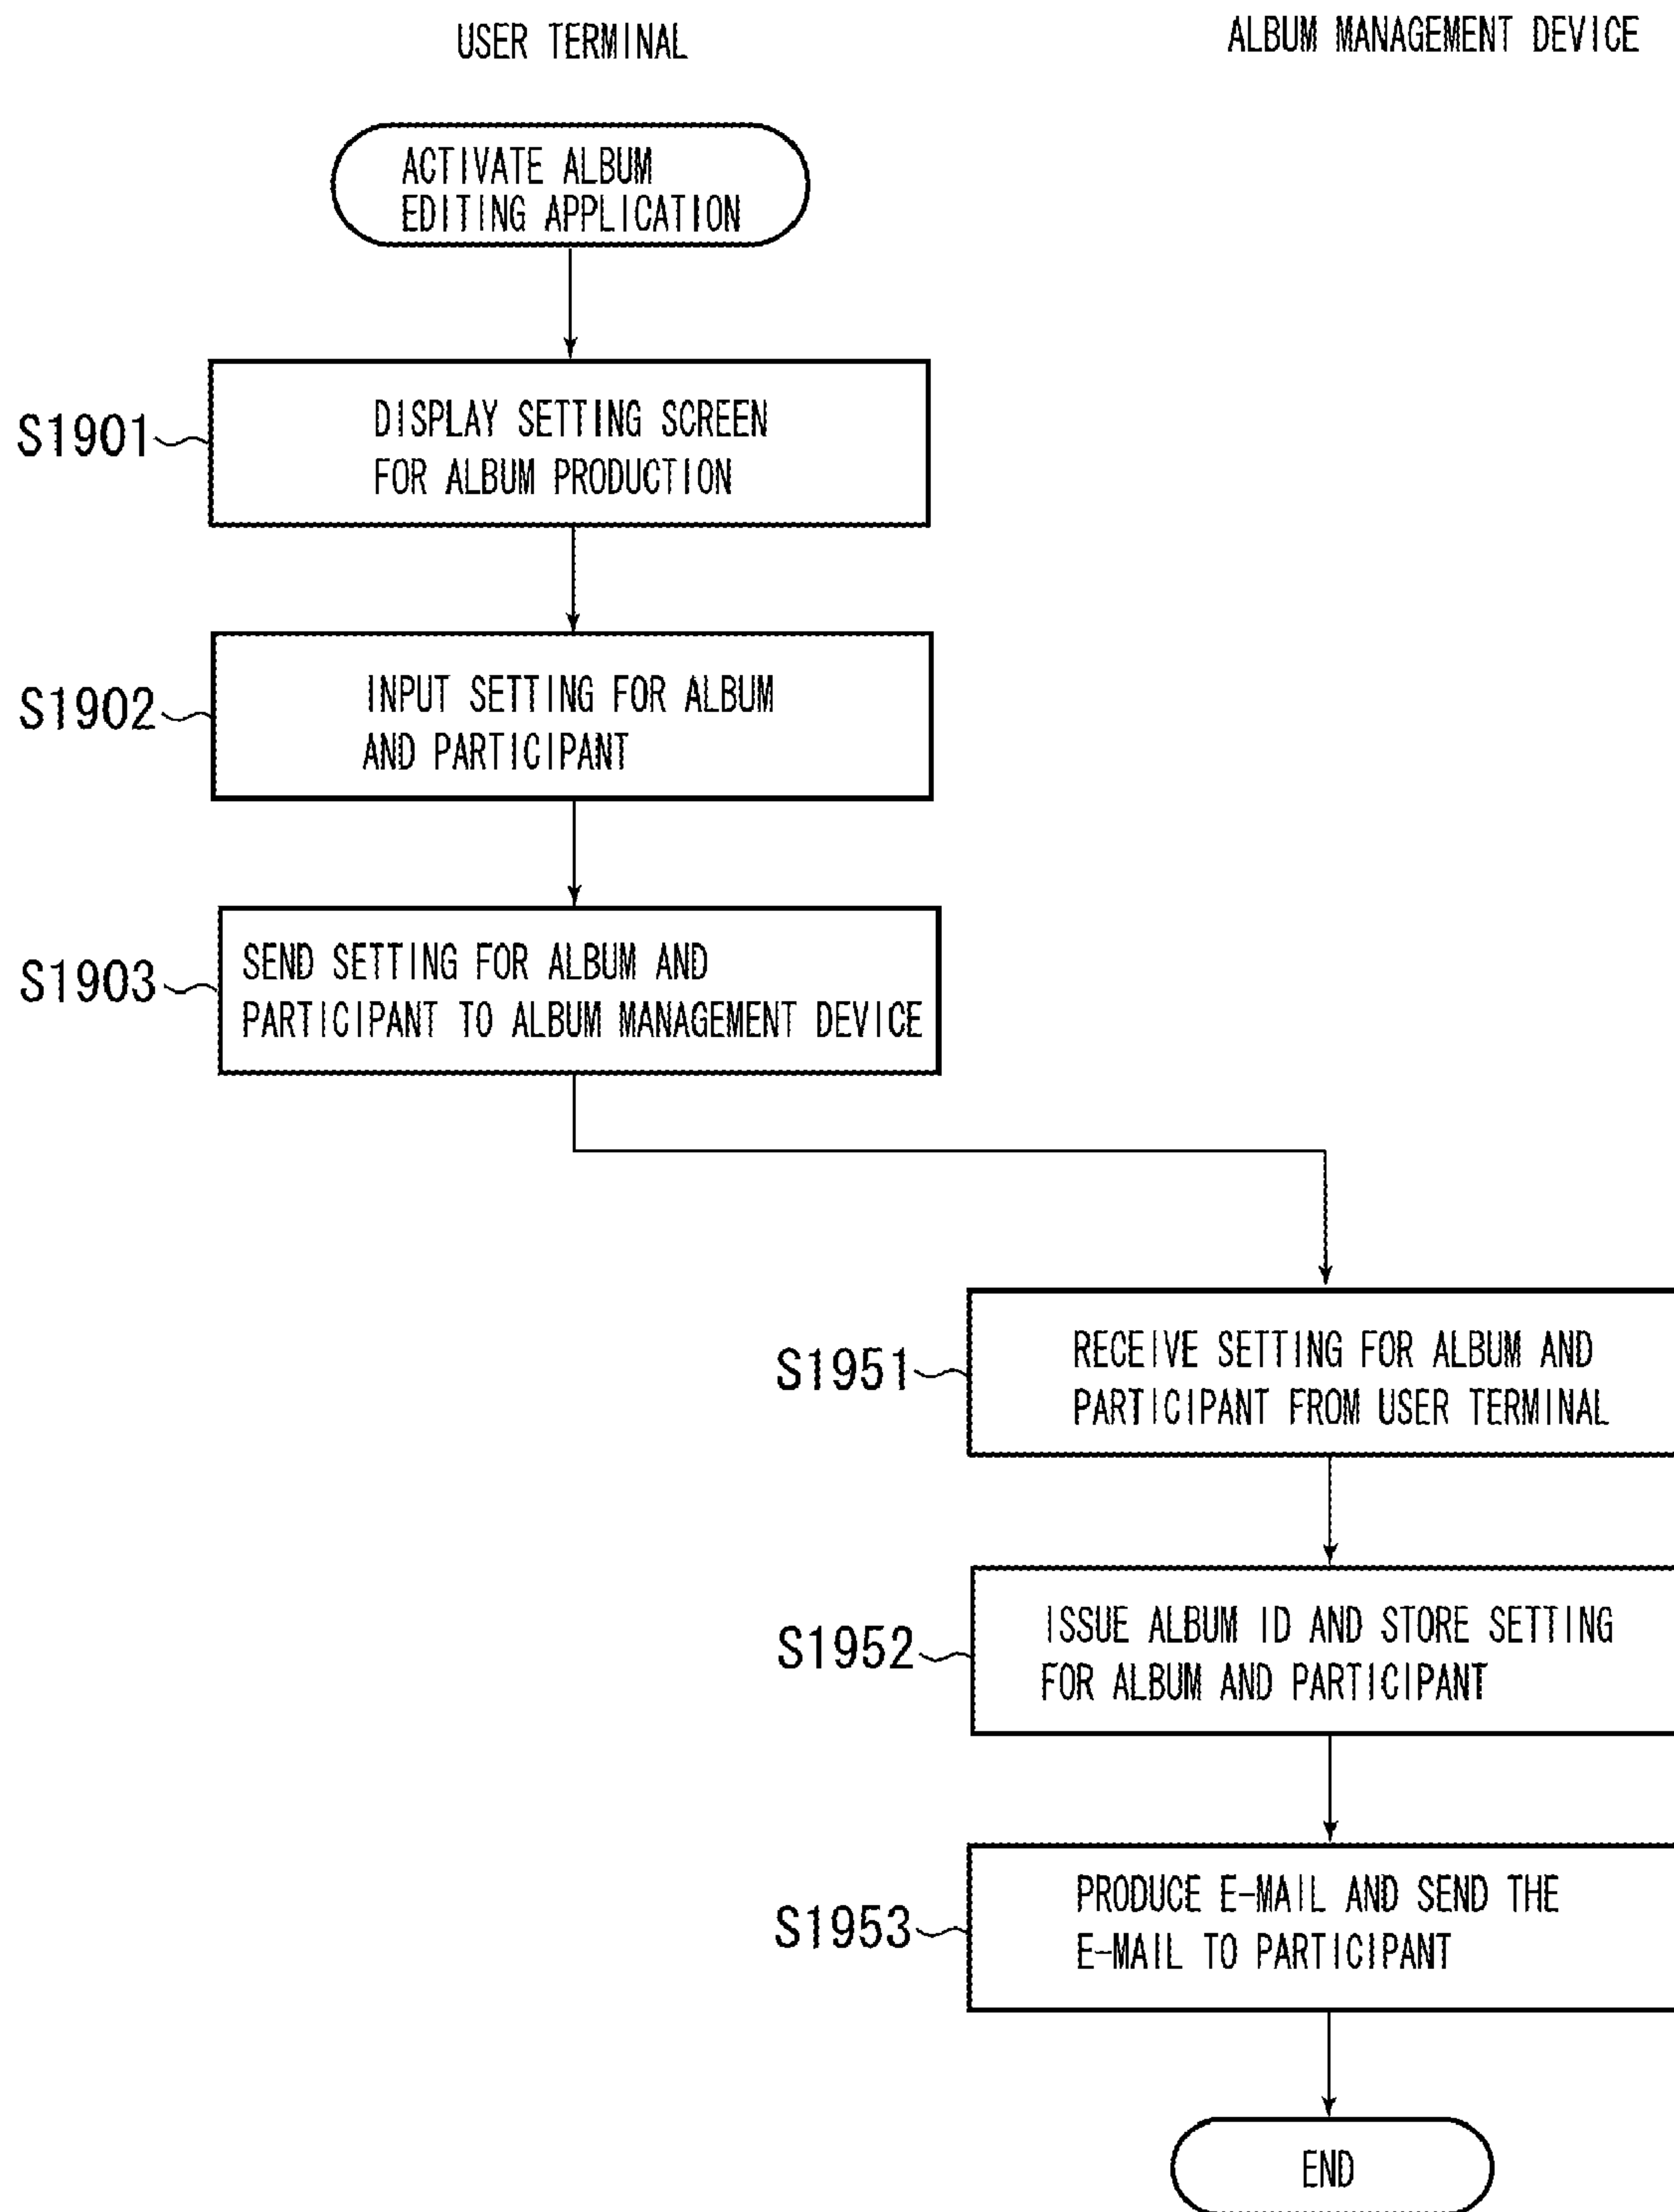 USER TERMINAL
ALBUM MANAGEMENT DEVICE
ACTIVATE ALBUM
EDITING APPLICATION
S1901
DISPLAY SETTING SCREEN
FOR ALBUM PRODUCTION
S1902
INPUT SETTING FOR ALBUM
AND PARTICIPANT
S1903
SEND SETTING FOR ALBUM AND
PARTICIPANT TO ALBUM MANAGEMENT DEVICE
S1951
RECEIVE SETTING FOR ALBUM AND
PARTICIPANT FROM USER TERMINAL
S1952
ISSUE ALBUM ID AND STORE SETTING
FOR ALBUM AND PARTICIPANT
S1953
PRODUCE E-MAIL AND SEND THE
E-MAIL TO PARTICIPANT
END